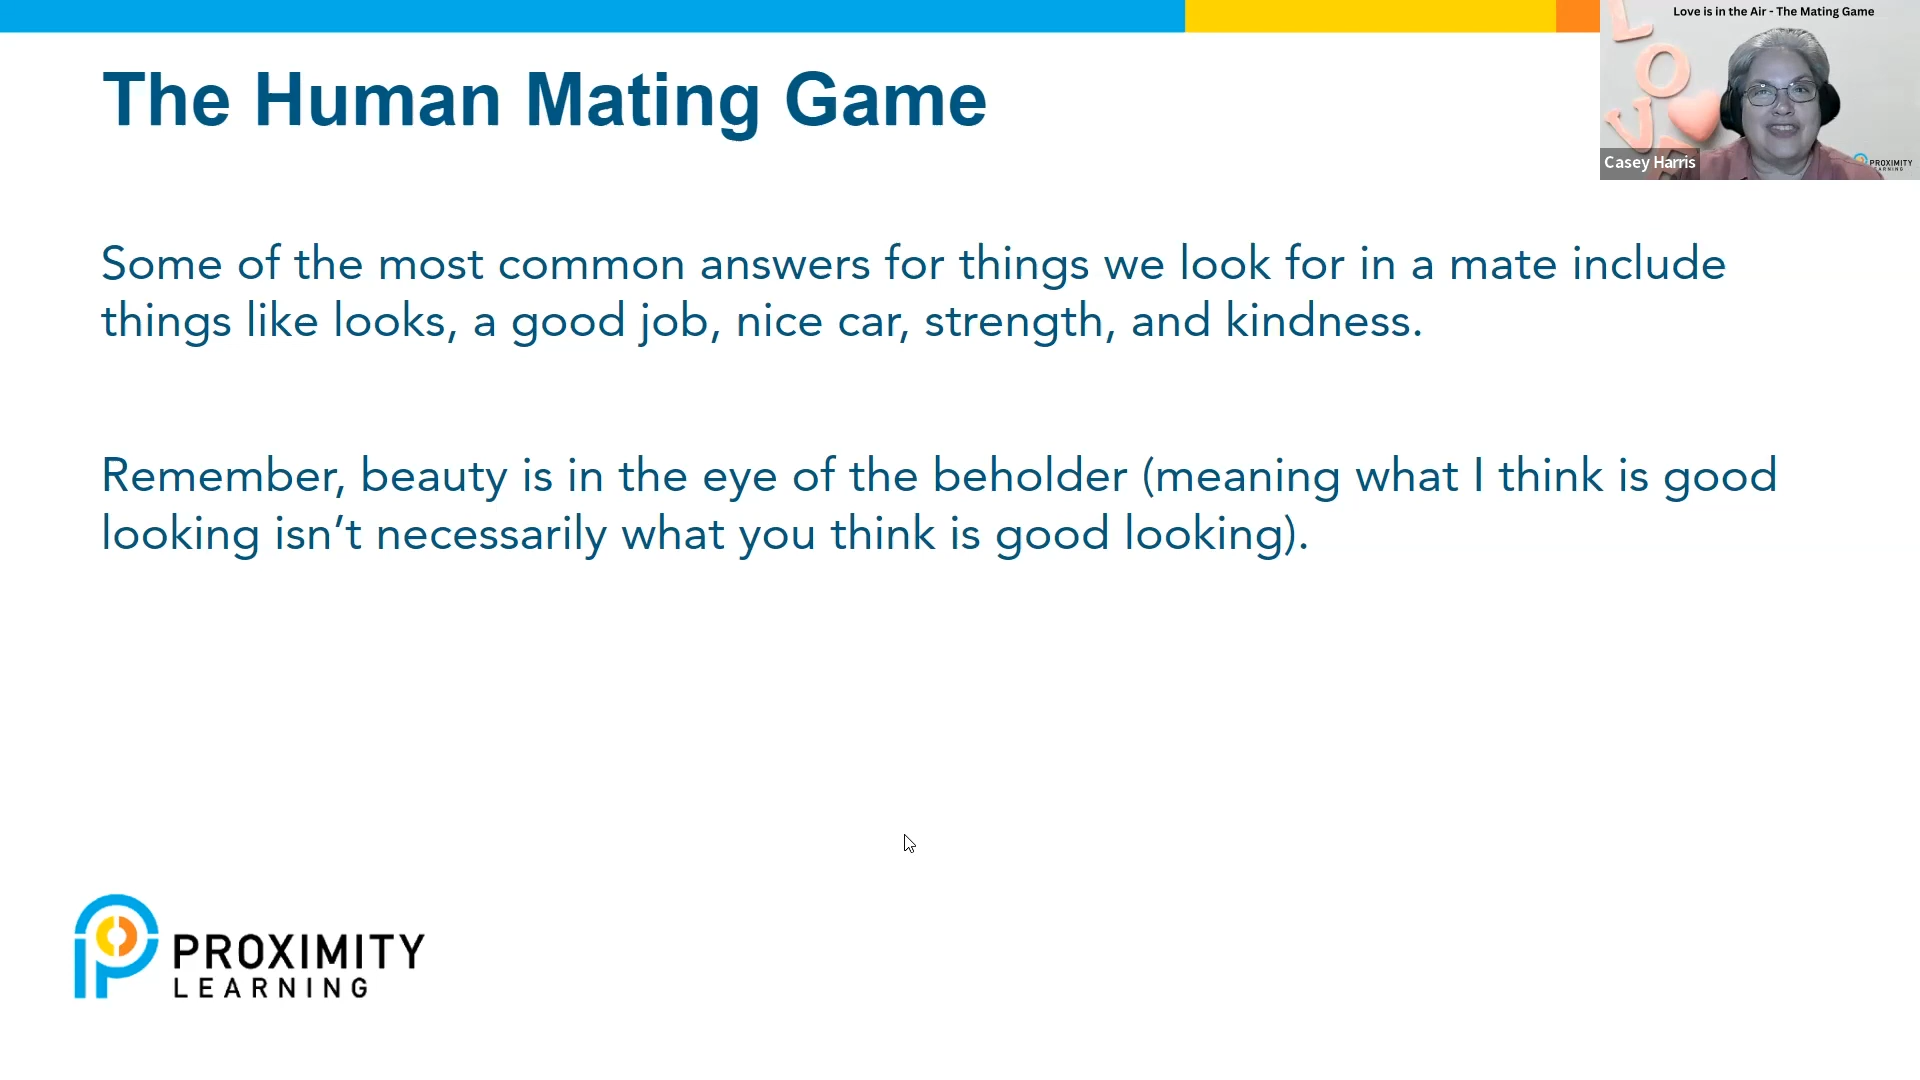 Love is in the Air - The Mating Game
The Human Mating Game
Casey Harris
PROXIMITY
LEARNING
Some of the most common answers for things we look for in a mate include
things like looks, a good job, nice car, strength, and kindness.
Remember, beauty is in the eye of the beholder (meaning what I think is good
looking isn’t necessarily what you think is good looking).
PROXIMITY
LEARNING